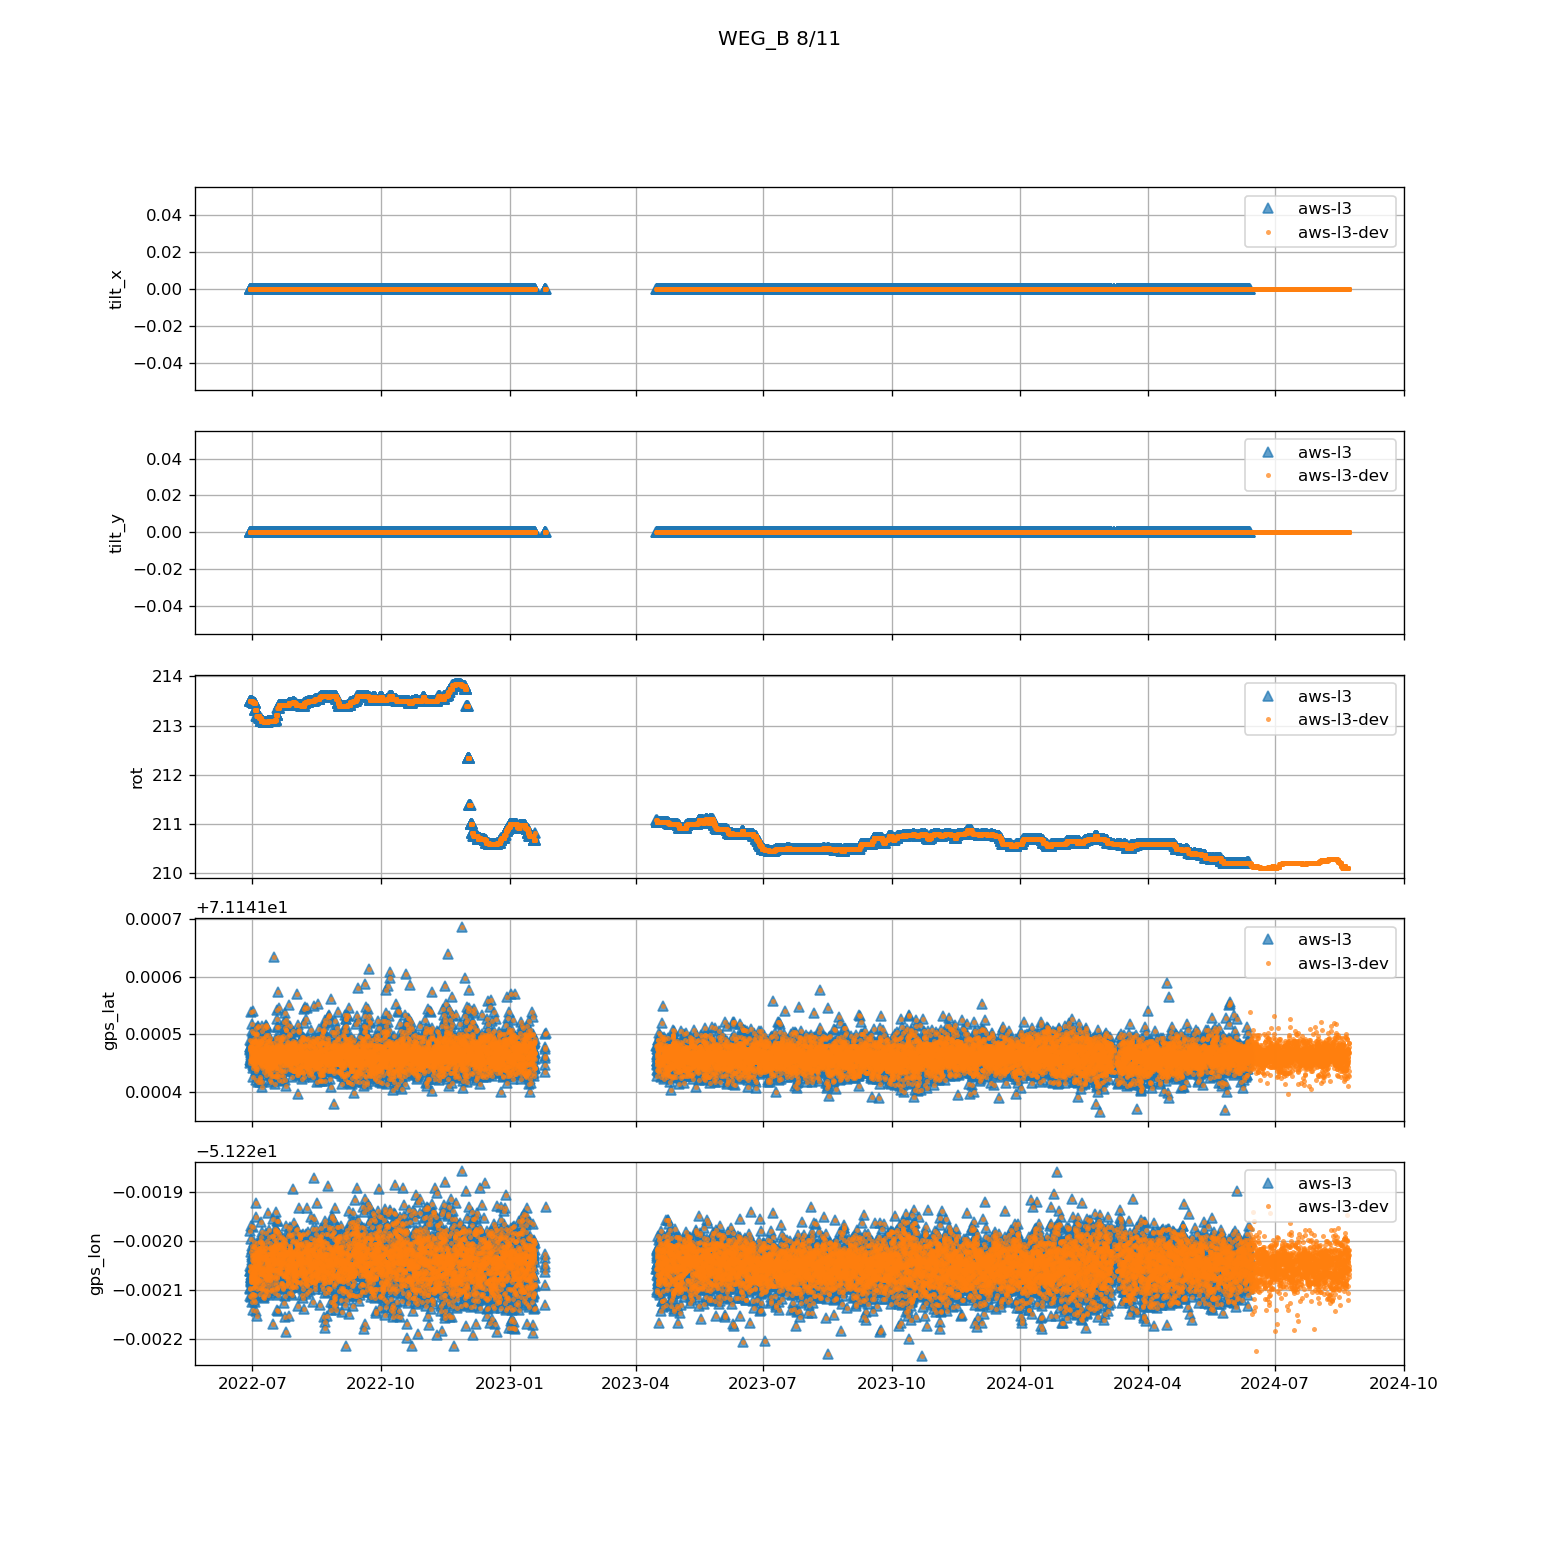 WEG_B 8/11
0.04
0.02
0.00
−0.02
−0.04
tilt_x
aws-l3
aws-l3-dev
0.04
0.02
0.00
−0.02
−0.04
tilt_y
aws-l3
aws-l3-dev
214
213
212
211
210
rot
aws-l3
aws-l3-dev
+7.1141e1
0.0007
0.0006
0.0005
0.0004
gps_lat
aws-l3
aws-l3-dev
−5.122e1
−0.0019
−0.0020
−0.0021
−0.0022
gps_lon
aws-l3
aws-l3-dev
2022-07 2022-10 2023-01 2023-04 2023-07 2023-10 2024-01 2024-04 2024-07 2024-10